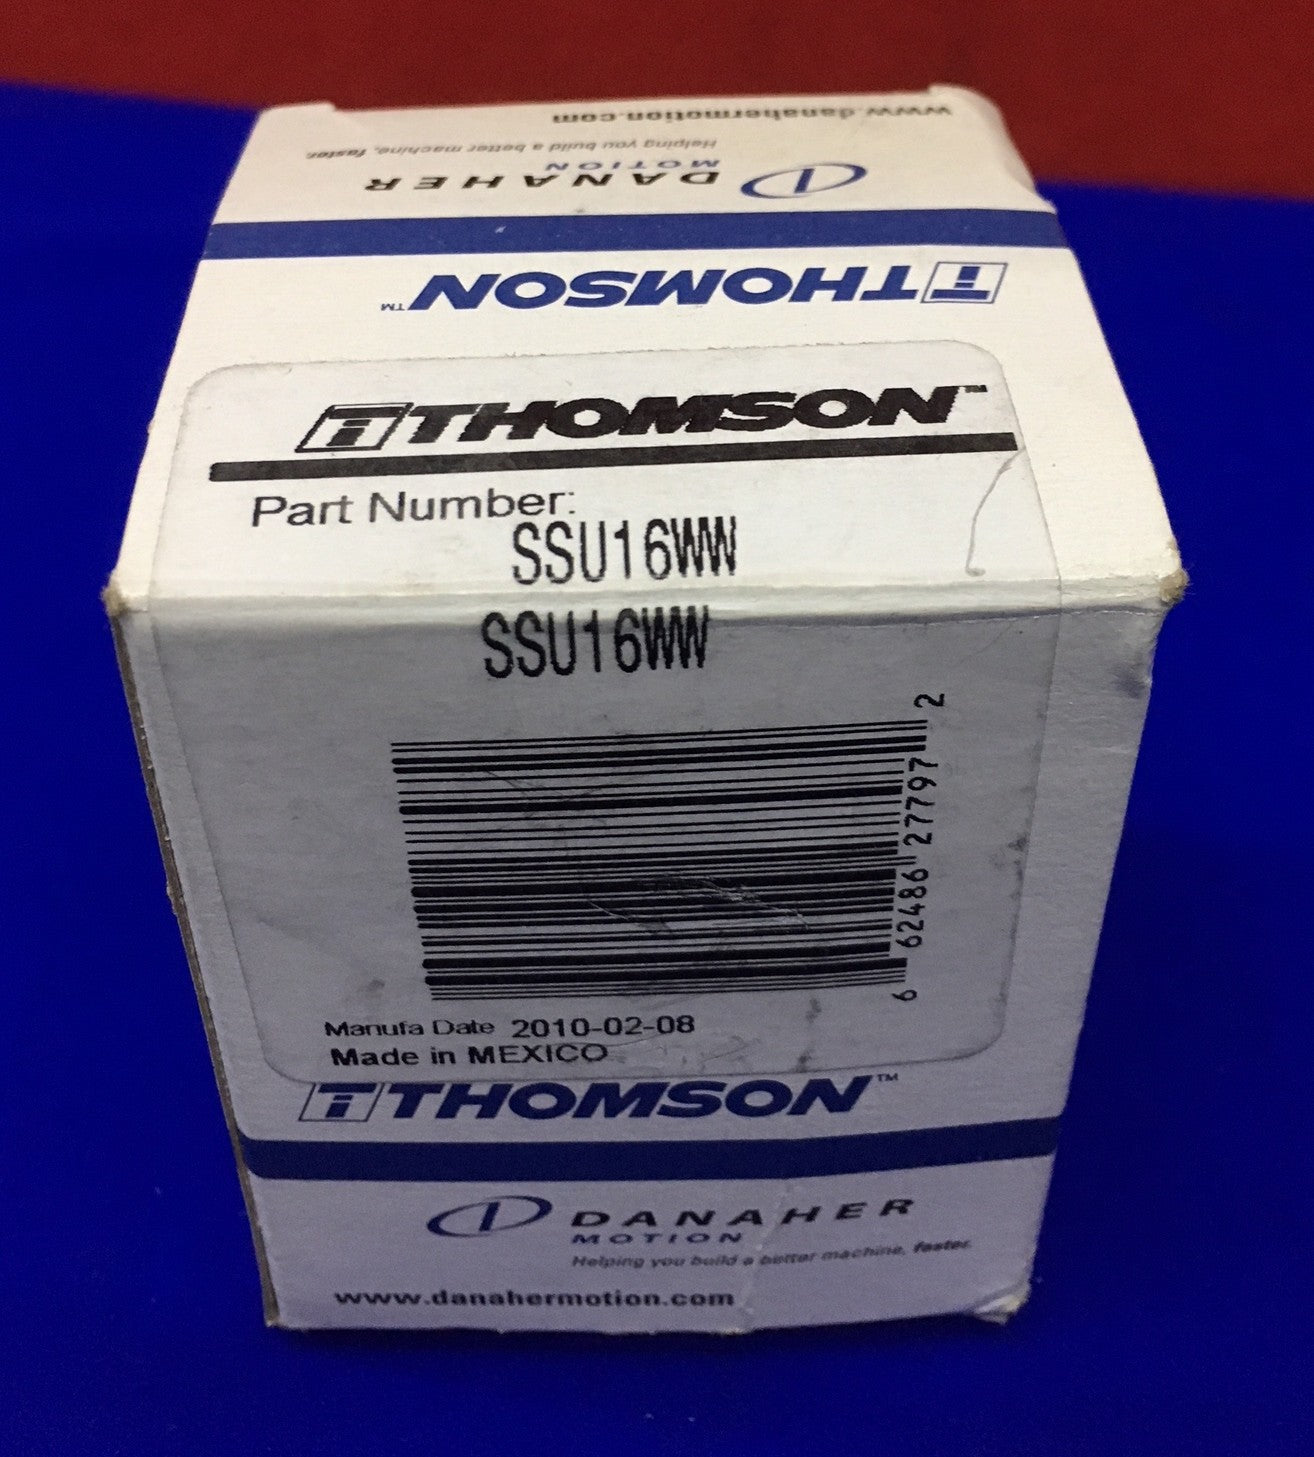 www.danahermotion.com
Helping you build a better machine, faster.
DANAHER
MOTION
THOMSON™
THOMSON™
Part Number:
SSU16WW
SSU16WW
6 62486 27797 2
Manufa Date 2010-02-08
Made in MEXICO
THOMSON™
DANAHER
MOTION
Helping you build a better machine, faster.
www.danahermotion.com